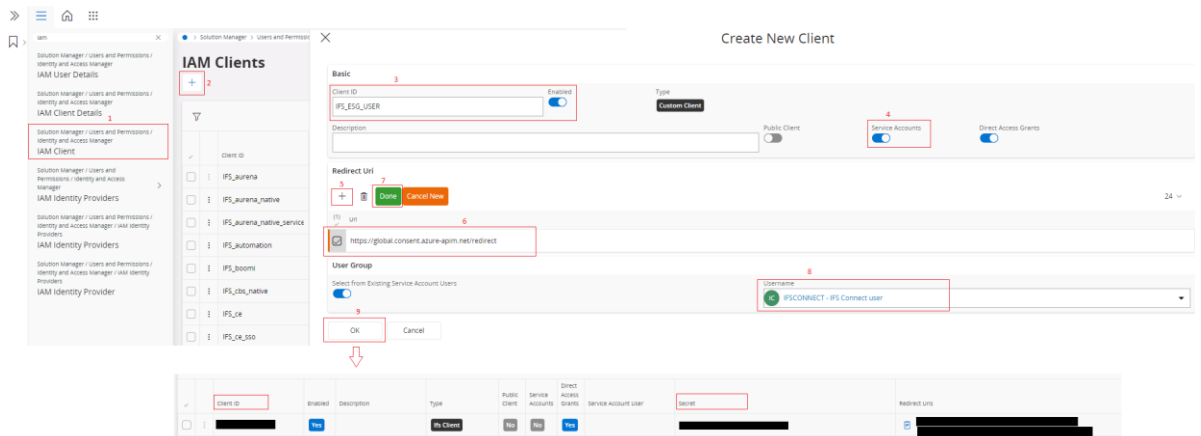 iam
Solution Manager / Users and Permissions /
Identity and Access Manager
IAM User Details
Solution Manager / Users and Permissions /
Identity and Access Manager
IAM Client Details
1
Solution Manager / Users and Permissions /
Identity and Access Manager
IAM Client
Solution Manager / Users and
Permissions / Identity and Access
Manager
IAM Identity Providers
Solution Manager / Users and Permissions /
Identity and Access Manager / IAM Identity
Providers
IAM Identity Providers
Solution Manager / Users and Permissions /
Identity and Access Manager / IAM Identity
Providers
IAM Identity Provider
Solution Manager > Users and Permissio
IAM Clients
2
Client ID
IFS_aurena
IFS_aurena_native
IFS_aurena_native_service
IFS_automation
IFS_boomi
IFS_cbs_native
IFS_ce
IFS_ce_sso
Create New Client
Basic
3
Client ID
Enabled
Type
IFS_ESG_USER
Custom Client
4
Description
Public Client
Service Accounts
Direct Access Grants
Redirect Uri
5
7
Done
Cancel New
24
(1)
Uri
6
https://global.consent.azure-apim.net/redirect
User Group
8
Select from Existing Service Account Users
Username
IC
IFSCONNECT - IFS Connect user
9
OK
Cancel
Client ID
Enabled
Description
Type
Public Client
Service Accounts
Direct Access Grants
Service Account User
Secret
Redirect Uris
Yes
Ifs Client
No
No
Yes